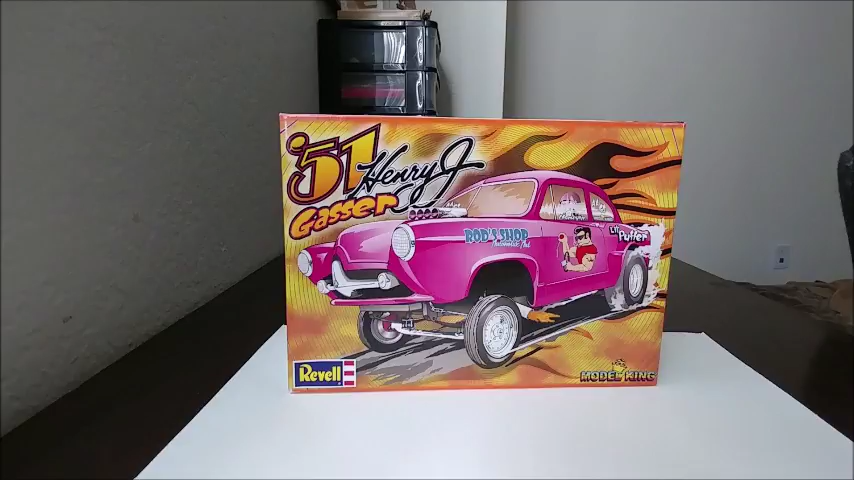 '51
Henry J
Gasser
ROD'S SHOP
Lil'
Puffer
Revell
MODEL KING